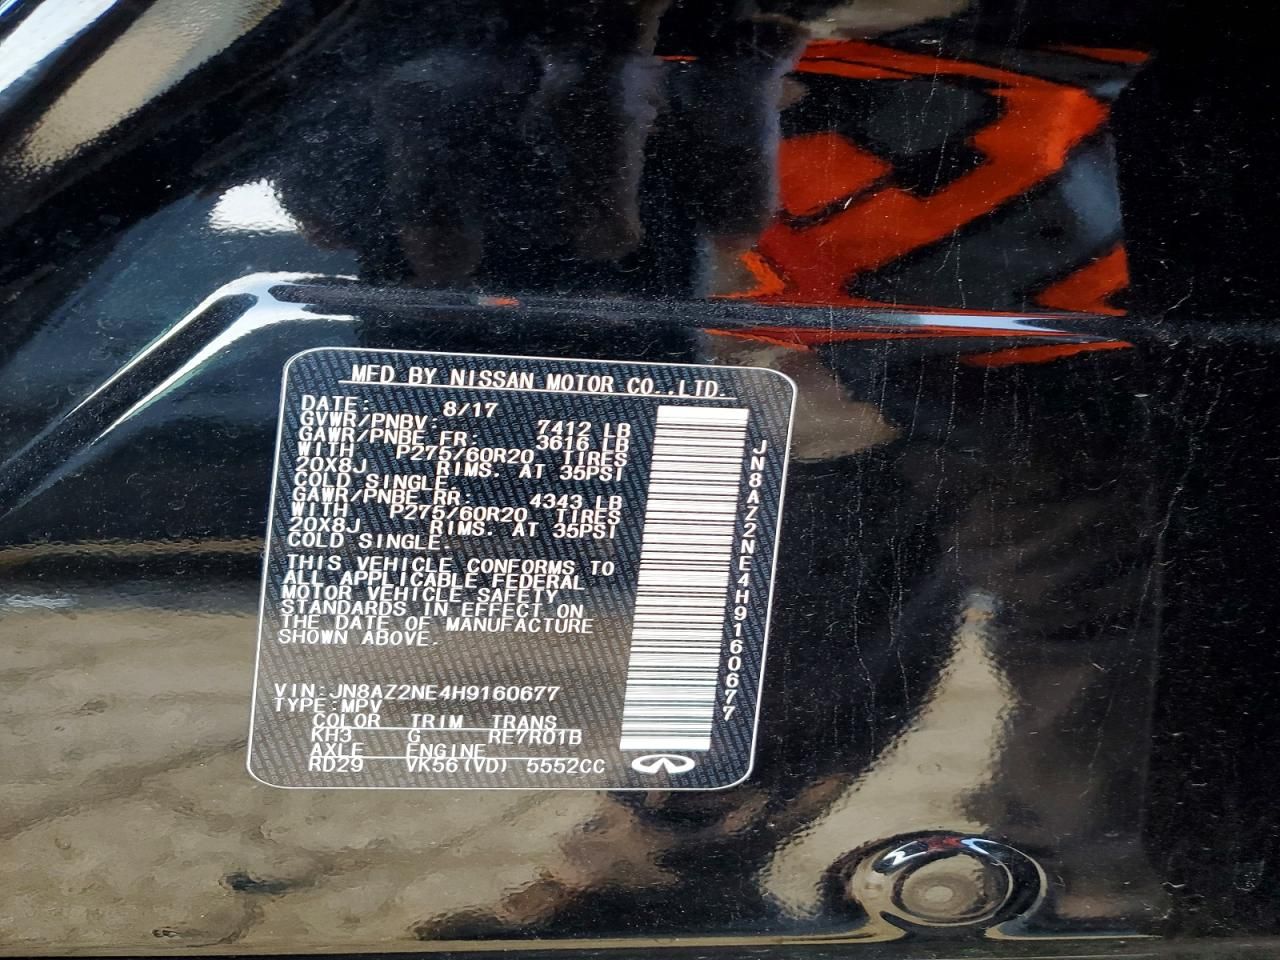 MFD BY NISSAN MOTOR CO.,LTD.
DATE: 8/17
GVWR/PNBV: 7412 LB
GAWR/PNBE FR: 3616 LB
WITH P275/60R20 TIRES
20X8J RIMS. AT 35PSI
COLD SINGLE.
GAWR/PNBE RR: 4343 LB
WITH P275/60R20 TIRES
20X8J RIMS. AT 35PSI
COLD SINGLE.
THIS VEHICLE CONFORMS TO
ALL APPLICABLE FEDERAL
MOTOR VEHICLE SAFETY
STANDARDS IN EFFECT ON
THE DATE OF MANUFACTURE
SHOWN ABOVE.
VIN:JN8AZ2NE4H9160677
TYPE:MPV
COLOR TRIM TRANS
KH3 G RE7R01B
AXLE ENGINE
RD29 VK56(VD) 5552CC
JN8AZ2NE4H9160677